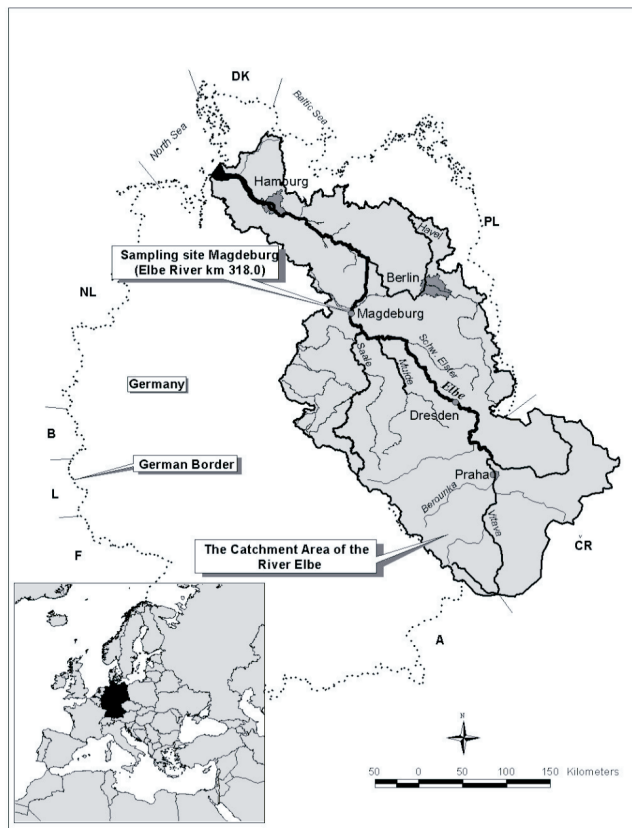 DK
Baltic Sea
North Sea
Hamburg
PL
Havel
Sampling site Magdeburg
(Elbe River km 318.0)
Berlin
NL
Magdeburg
Schw. Elster
Saale
Mulde
Germany
Elbe
Dresden
B
German Border
Praha
L
Berounka
Vltava
The Catchment Area of the
River Elbe
ČR
F
A
N
50 0 50 100 150 Kilometers